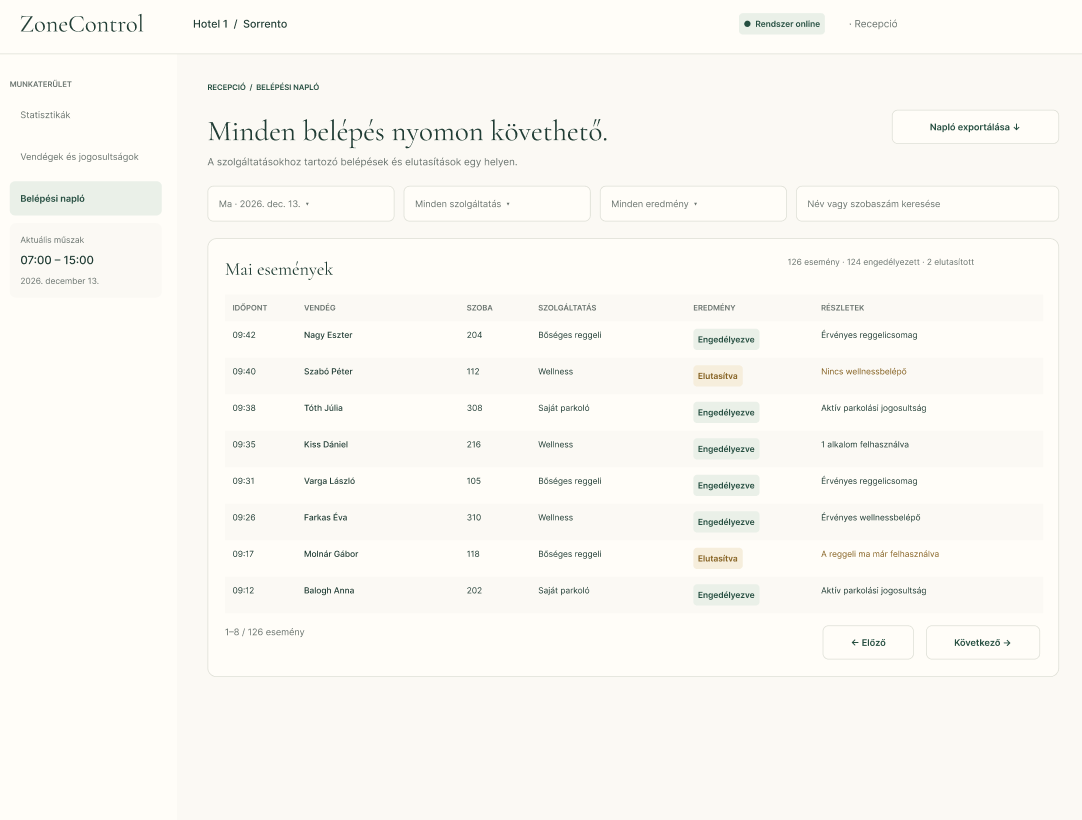 ZoneControl
Hotel 1 / Sorrento
● Rendszer online
· Recepció
MUNKATERÜLET
Statisztikák
Vendégek és jogosultságok
Belépési napló
Aktuális műszak
07:00 – 15:00
2026. december 13.
RECEPCIÓ / BELÉPÉSI NAPLÓ
Minden belépés nyomon követhető.
Napló exportálása ↓
A szolgáltatásokhoz tartozó belépések és elutasítások egy helyen.
Ma · 2026. dec. 13. ▾
Minden szolgáltatás ▾
Minden eredmény ▾
Név vagy szobaszám keresése
Mai események
126 esemény · 124 engedélyezett · 2 elutasított
IDŐPONT VENDÉG SZOBA SZOLGÁLTATÁS EREDMÉNY RÉSZLETEK
09:42 Nagy Eszter 204 Bőséges reggeli Engedélyezve Érvényes reggelicsomag
09:40 Szabó Péter 112 Wellness Elutasítva Nincs wellnessbelépő
09:38 Tóth Júlia 308 Saját parkoló Engedélyezve Aktív parkolási jogosultság
09:35 Kiss Dániel 216 Wellness Engedélyezve 1 alkalom felhasználva
09:31 Varga László 105 Bőséges reggeli Engedélyezve Érvényes reggelicsomag
09:26 Farkas Éva 310 Wellness Engedélyezve Érvényes wellnessbelépő
09:17 Molnár Gábor 118 Bőséges reggeli Elutasítva A reggeli ma már felhasználva
09:12 Balogh Anna 202 Saját parkoló Engedélyezve Aktív parkolási jogosultság
1–8 / 126 esemény
← Előző
Következő →